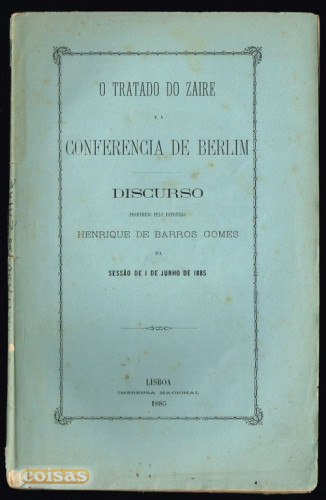 O TRATADO DO ZAIRE
E A
CONFERENCIA DE BERLIM
DISCURSO
PROFERIDO PELO DEPUTADO
HENRIQUE DE BARROS GOMES
NA
SESSÃO DE 1 DE JUNHO DE 1885
LISBOA
IMPRENSA NACIONAL
1885
coisas